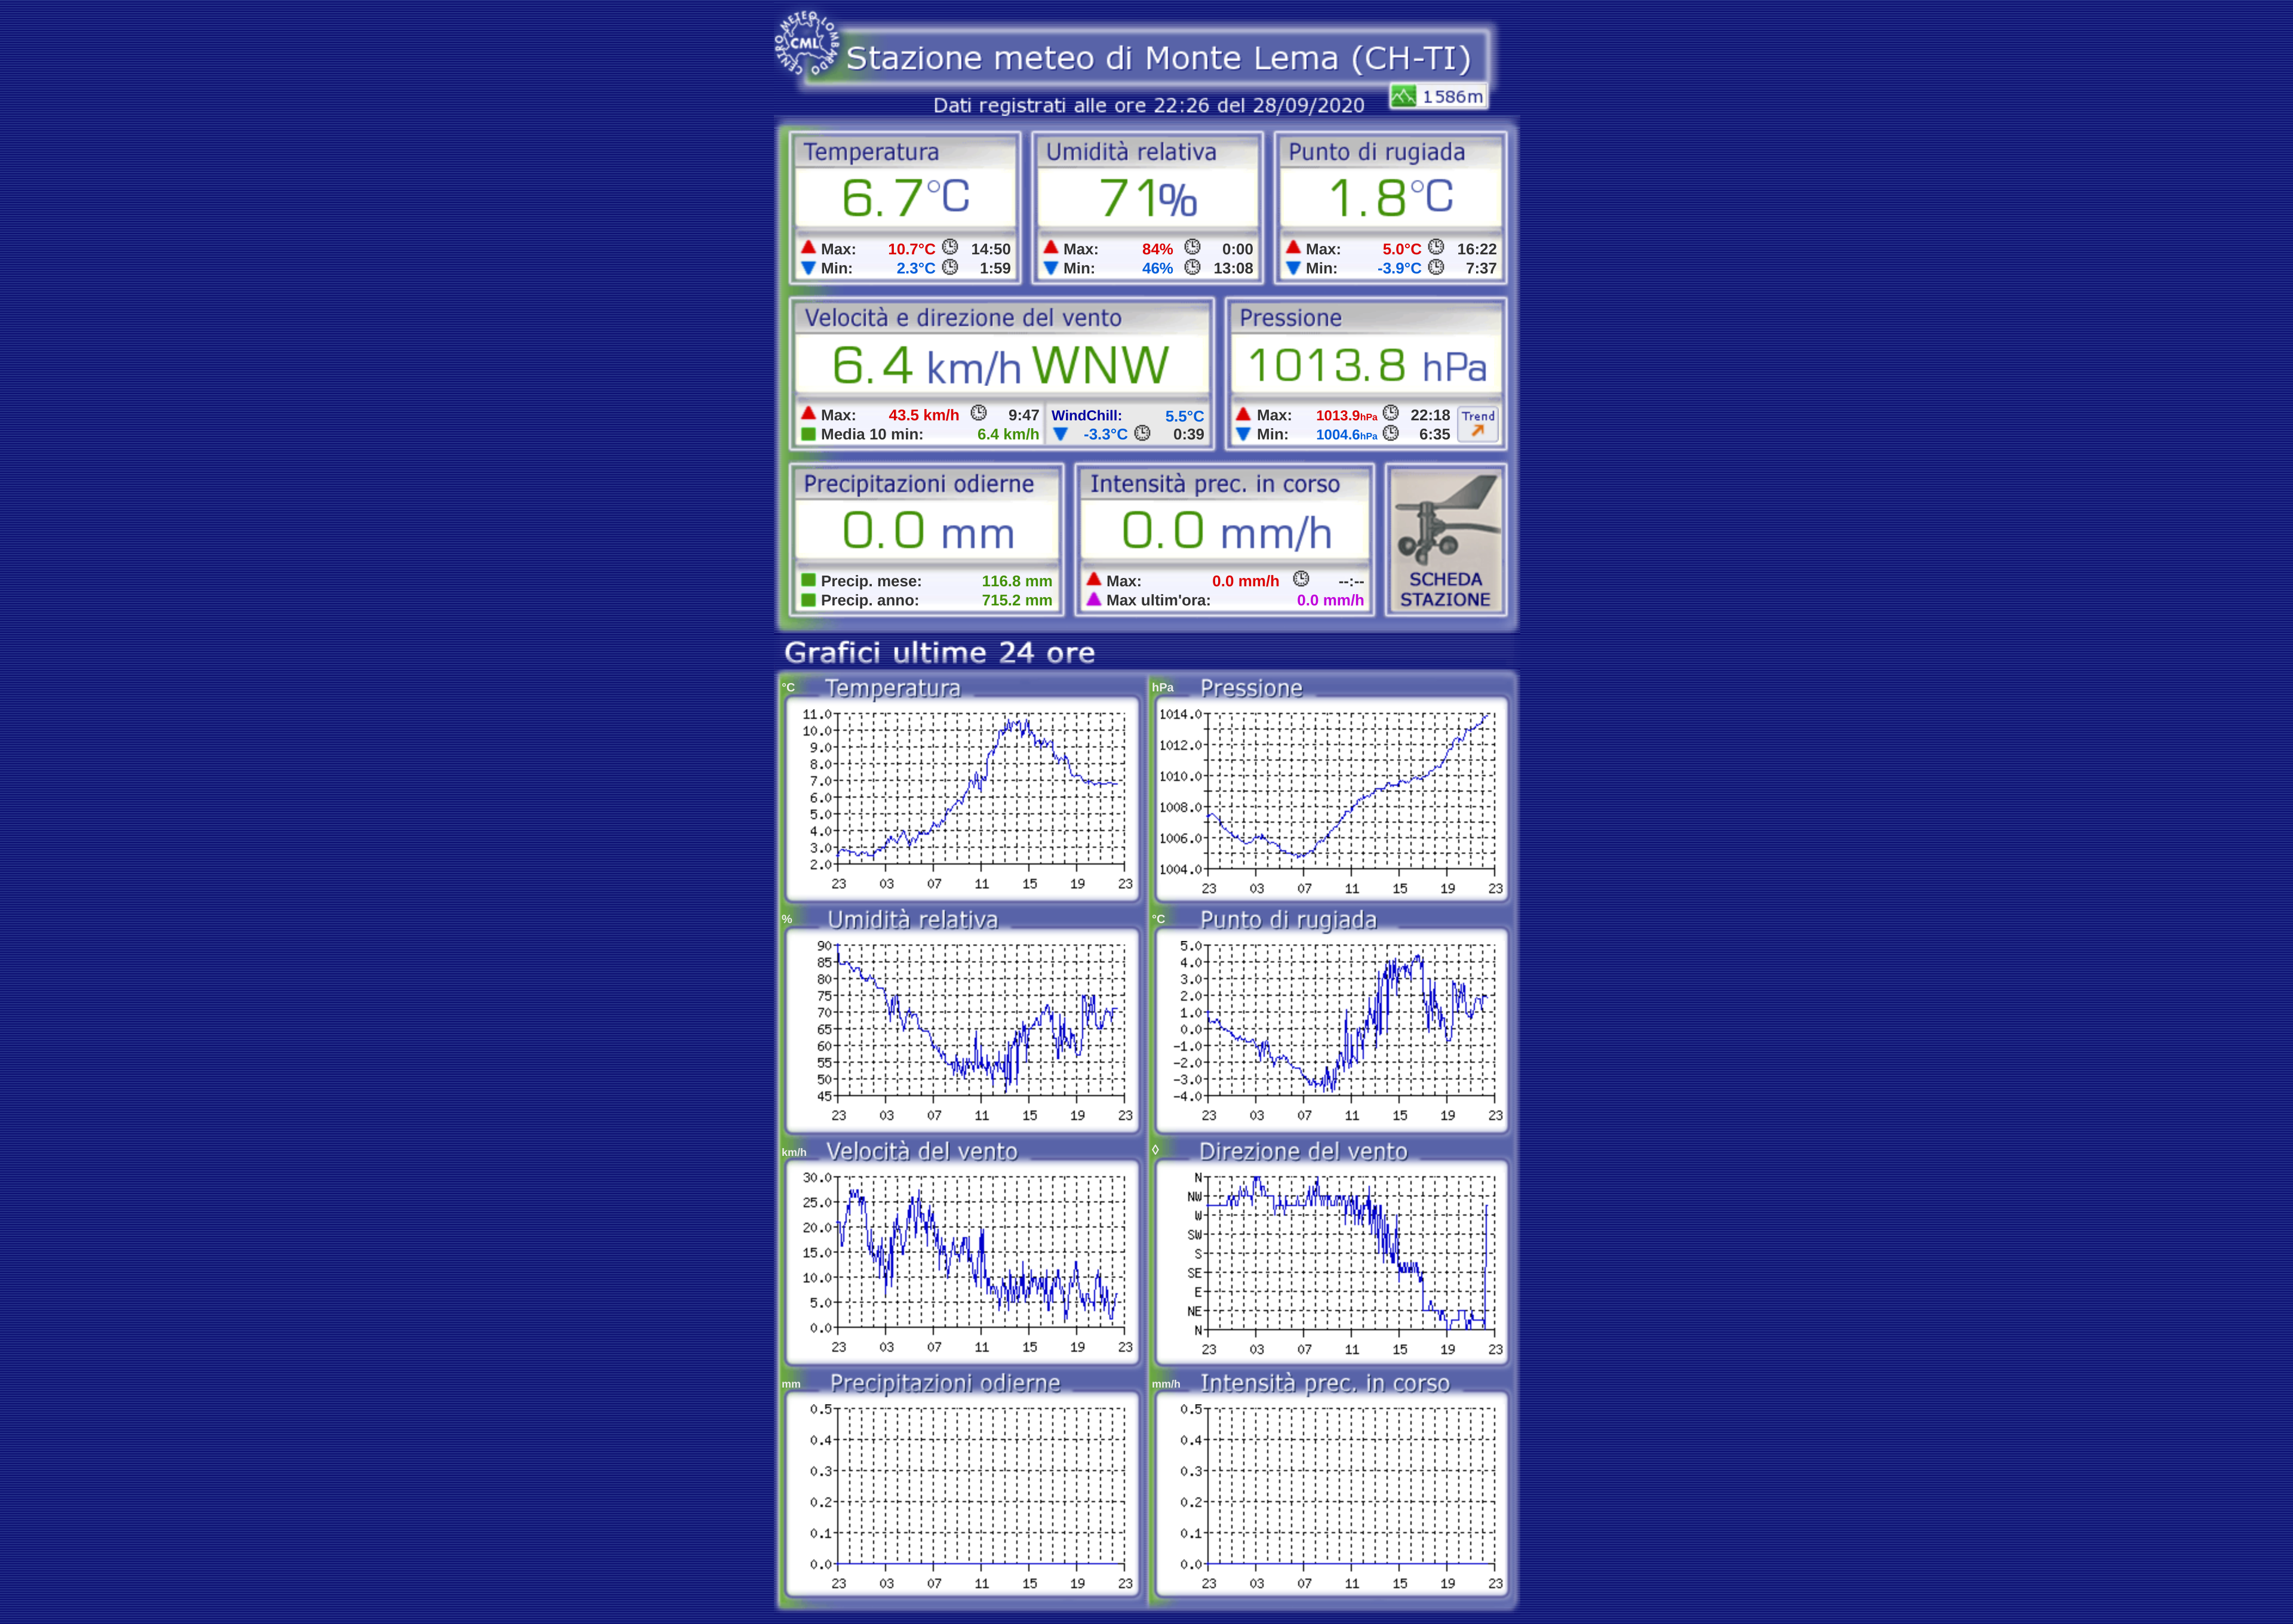 CENTRO METEO LOMBARDO
CML
Stazione meteo di Monte Lema (CH-TI)
Dati registrati alle ore 22:26 del 28/09/2020
1586m
Temperatura
6.7°C
Max: 10.7°C 14:50
Min: 2.3°C 1:59
Umidità relativa
71%
Max: 84% 0:00
Min: 46% 13:08
Punto di rugiada
1.8°C
Max: 5.0°C 16:22
Min: -3.9°C 7:37
Velocità e direzione del vento
6.4 km/h WNW
Max: 43.5 km/h 9:47
Media 10 min: 6.4 km/h
WindChill: 5.5°C
-3.3°C 0:39
Pressione
1013.8 hPa
Max: 1013.9hPa 22:18
Min: 1004.6hPa 6:35
Trend
Precipitazioni odierne
0.0 mm
Precip. mese: 116.8 mm
Precip. anno: 715.2 mm
Intensità prec. in corso
0.0 mm/h
Max: 0.0 mm/h --:--
Max ultim'ora: 0.0 mm/h
SCHEDA
STAZIONE
Grafici ultime 24 ore
°C Temperatura
11.0
10.0
9.0
8.0
7.0
6.0
5.0
4.0
3.0
2.0
23 03 07 11 15 19 23
hPa Pressione
1014.0
1012.0
1010.0
1008.0
1006.0
1004.0
23 03 07 11 15 19 23
% Umidità relativa
90
85
80
75
70
65
60
55
50
45
23 03 07 11 15 19 23
°C Punto di rugiada
5.0
4.0
3.0
2.0
1.0
0.0
-1.0
-2.0
-3.0
-4.0
23 03 07 11 15 19 23
km/h Velocità del vento
30.0
25.0
20.0
15.0
10.0
5.0
0.0
23 03 07 11 15 19 23
◊ Direzione del vento
N
NW
W
SW
S
SE
E
NE
N
23 03 07 11 15 19 23
mm Precipitazioni odierne
0.5
0.4
0.3
0.2
0.1
0.0
23 03 07 11 15 19 23
mm/h Intensità prec. in corso
0.5
0.4
0.3
0.2
0.1
0.0
23 03 07 11 15 19 23